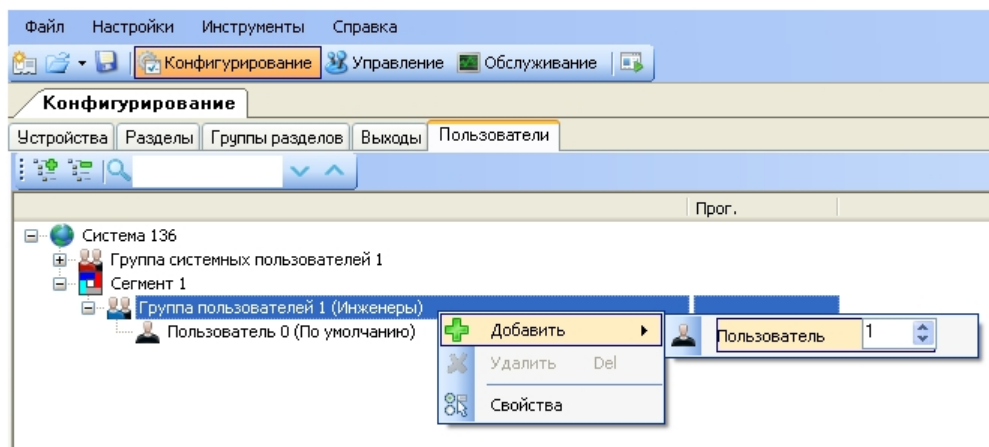 Файл Настройки Инструменты Справка
Конфигурирование Управление Обслуживание
Конфигурирование
Устройства Разделы Группы разделов Выходы Пользователи
Прог.
Система 136
Группа системных пользователей 1
Сегмент 1
Группа пользователей 1 (Инженеры)
Пользователь 0 (По умолчанию)
Добавить
Пользователь 1
Удалить Del
Свойства